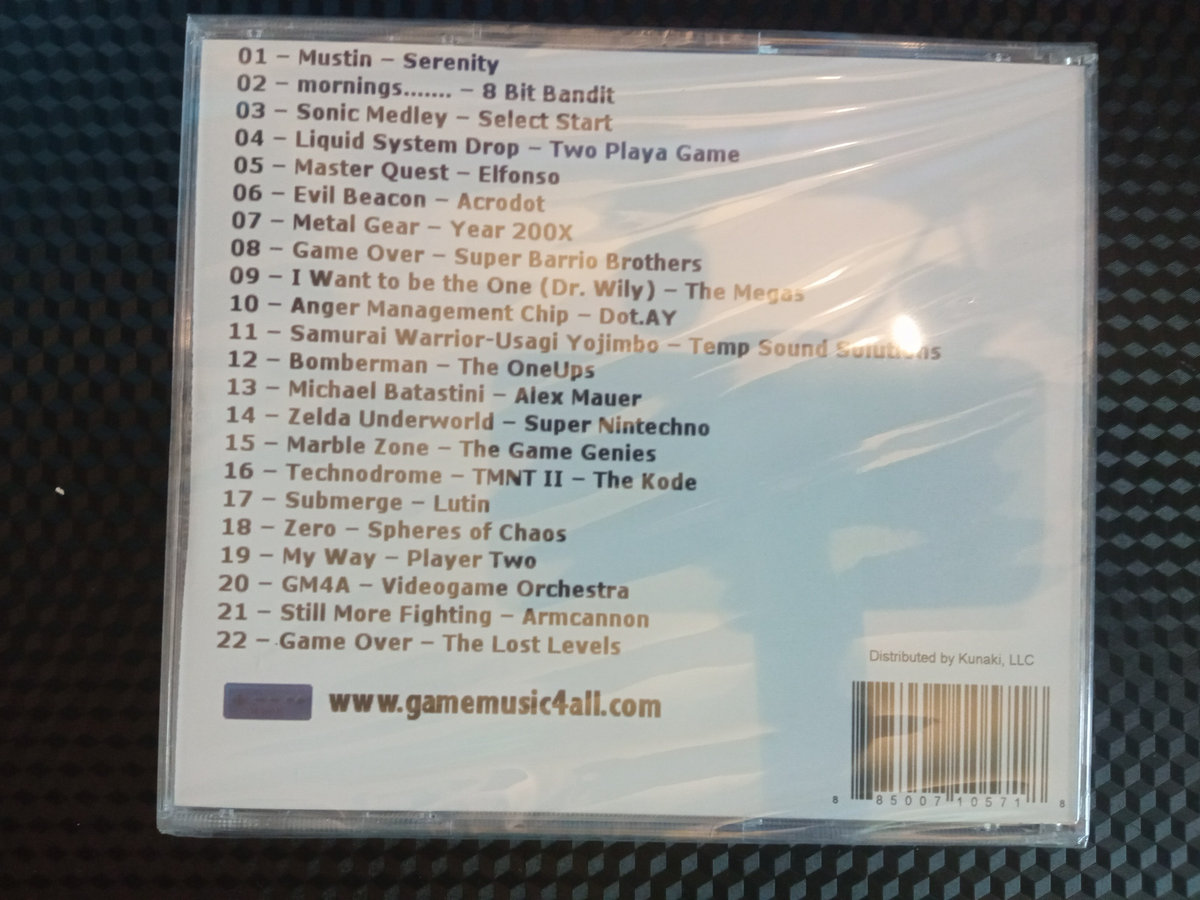 01 – Mustin – Serenity
02 – mornings....... – 8 Bit Bandit
03 – Sonic Medley – Select Start
04 – Liquid System Drop – Two Playa Game
05 – Master Quest – Elfonso
06 – Evil Beacon – Acrodot
07 – Metal Gear – Year 200X
08 – Game Over – Super Barrio Brothers
09 – I Want to be the One (Dr. Wily) – The Megas
10 – Anger Management Chip – Dot.AY
11 – Samurai Warrior-Usagi Yojimbo – Temp Sound Solutions
12 – Bomberman – The OneUps
13 – Michael Batastini – Alex Mauer
14 – Zelda Underworld – Super Nintechno
15 – Marble Zone – The Game Genies
16 – Technodrome – TMNT II – The Kode
17 – Submerge – Lutin
18 – Zero – Spheres of Chaos
19 – My Way – Player Two
20 – GM4A – Videogame Orchestra
21 – Still More Fighting – Armcannon
22 – Game Over – The Lost Levels
Distributed by Kunaki, LLC
www.gamemusic4all.com
8 85007 10571 8